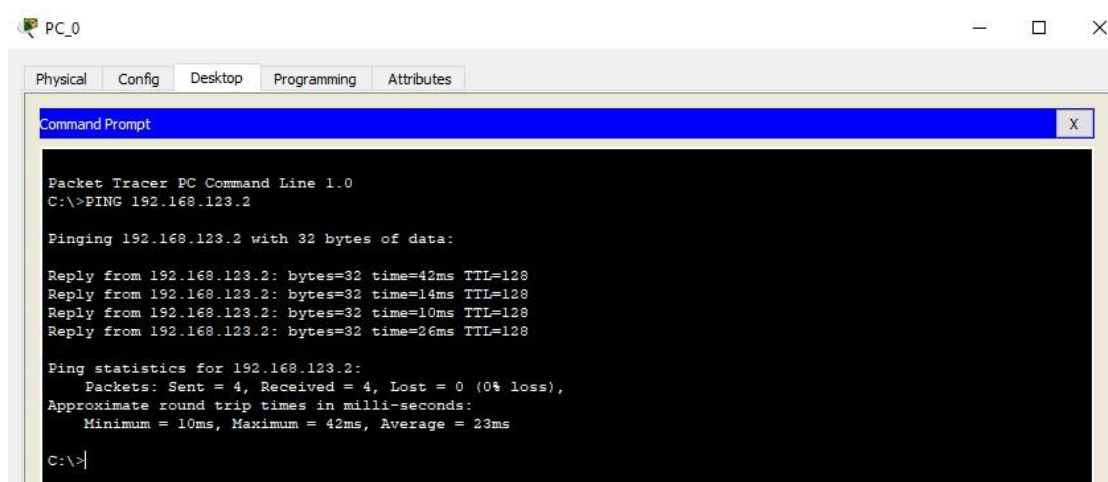 PC_0
Physical Config Desktop Programming Attributes
Command Prompt X
Packet Tracer PC Command Line 1.0
C:\>PING 192.168.123.2
Pinging 192.168.123.2 with 32 bytes of data:
Reply from 192.168.123.2: bytes=32 time=42ms TTL=128
Reply from 192.168.123.2: bytes=32 time=14ms TTL=128
Reply from 192.168.123.2: bytes=32 time=10ms TTL=128
Reply from 192.168.123.2: bytes=32 time=26ms TTL=128
Ping statistics for 192.168.123.2:
Packets: Sent = 4, Received = 4, Lost = 0 (0% loss),
Approximate round trip times in milli-seconds:
Minimum = 10ms, Maximum = 42ms, Average = 23ms
C:\>